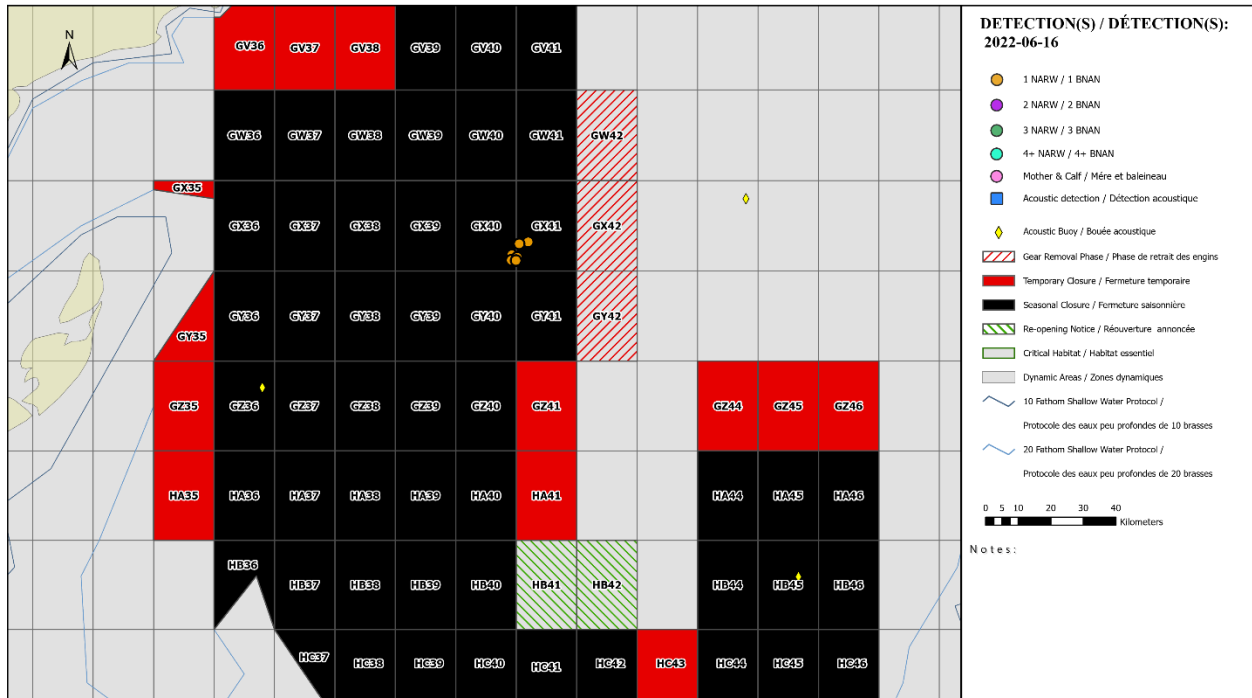 N
GV36 GV37 GV38 GV39 GV40 GV41
GW36 GW37 GW38 GW39 GW40 GW41 GW42
GX35
GX36 GX37 GX38 GX39 GX40 GX41 GX42
GY35 GY36 GY37 GY38 GY39 GY40 GY41 GY42
GZ35 GZ36 GZ37 GZ38 GZ39 GZ40 GZ41 GZ44 GZ45 GZ46
HA35 HA36 HA37 HA38 HA39 HA40 HA41 HA44 HA45 HA46
HB36 HB37 HB38 HB39 HB40 HB41 HB42 HB44 HB45 HB46
HC37 HC38 HC39 HC40 HC41 HC42 HC43 HC44 HC45 HC46
DETECTION(S) / DÉTECTION(S):
2022-06-16
1 NARW / 1 BNAN
2 NARW / 2 BNAN
3 NARW / 3 BNAN
4+ NARW / 4+ BNAN
Mother & Calf / Mére et baleineau
Acoustic detection / Détection acoustique
Acoustic Buoy / Bouée acoustique
Gear Removal Phase / Phase de retrait des engins
Temporary Closure / Fermeture temporaire
Seasonal Closure / Fermeture saisonnière
Re-opening Notice / Réouverture annoncée
Critical Habitat / Habitat essentiel
Dynamic Areas / Zones dynamiques
10 Fathom Shallow Water Protocol /
Protocole des eaux peu profondes de 10 brasses
20 Fathom Shallow Water Protocol /
Protocole des eaux peu profondes de 20 brasses
0 5 10 20 30 40
Kilometers
Notes: